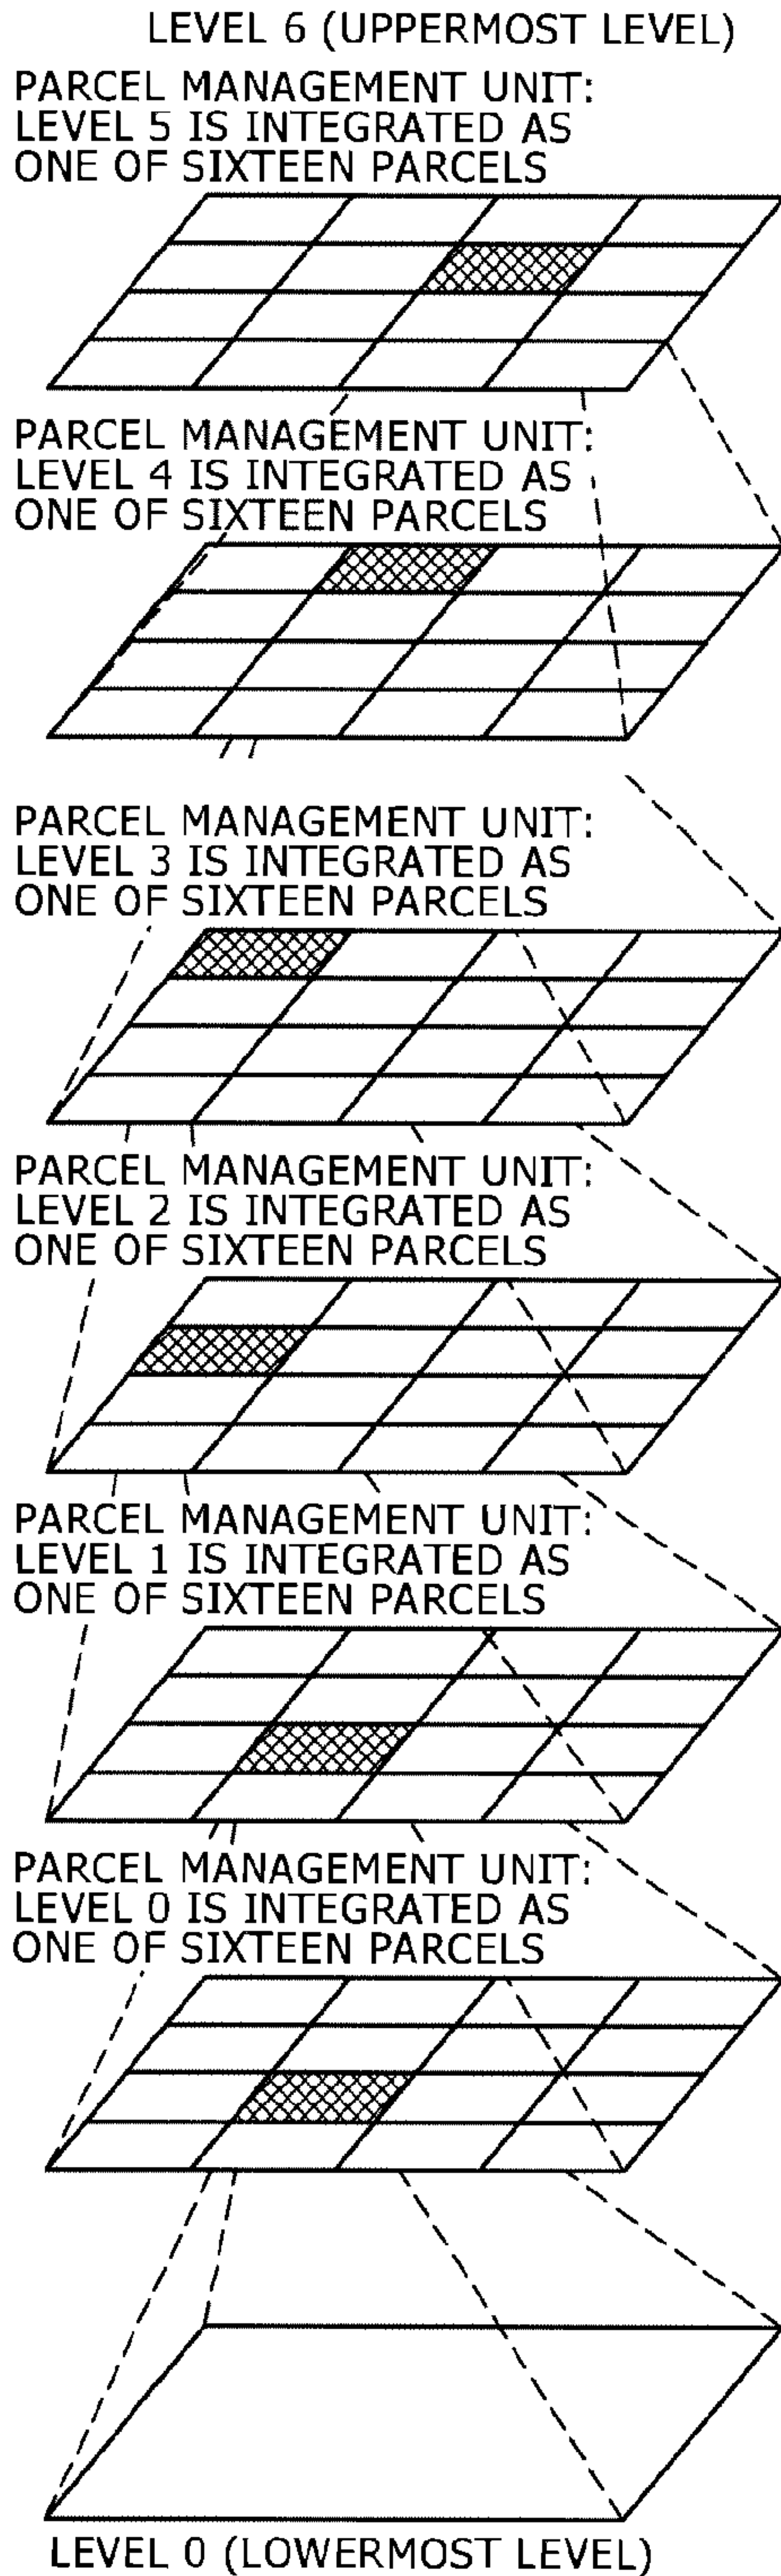 LEVEL 6 (UPPERMOST LEVEL)
PARCEL MANAGEMENT UNIT:
LEVEL 5 IS INTEGRATED AS
ONE OF SIXTEEN PARCELS
PARCEL MANAGEMENT UNIT:
LEVEL 4 IS INTEGRATED AS
ONE OF SIXTEEN PARCELS
PARCEL MANAGEMENT UNIT:
LEVEL 3 IS INTEGRATED AS
ONE OF SIXTEEN PARCELS
PARCEL MANAGEMENT UNIT:
LEVEL 2 IS INTEGRATED AS
ONE OF SIXTEEN PARCELS
PARCEL MANAGEMENT UNIT:
LEVEL 1 IS INTEGRATED AS
ONE OF SIXTEEN PARCELS
PARCEL MANAGEMENT UNIT:
LEVEL 0 IS INTEGRATED AS
ONE OF SIXTEEN PARCELS
LEVEL 0 (LOWERMOST LEVEL)